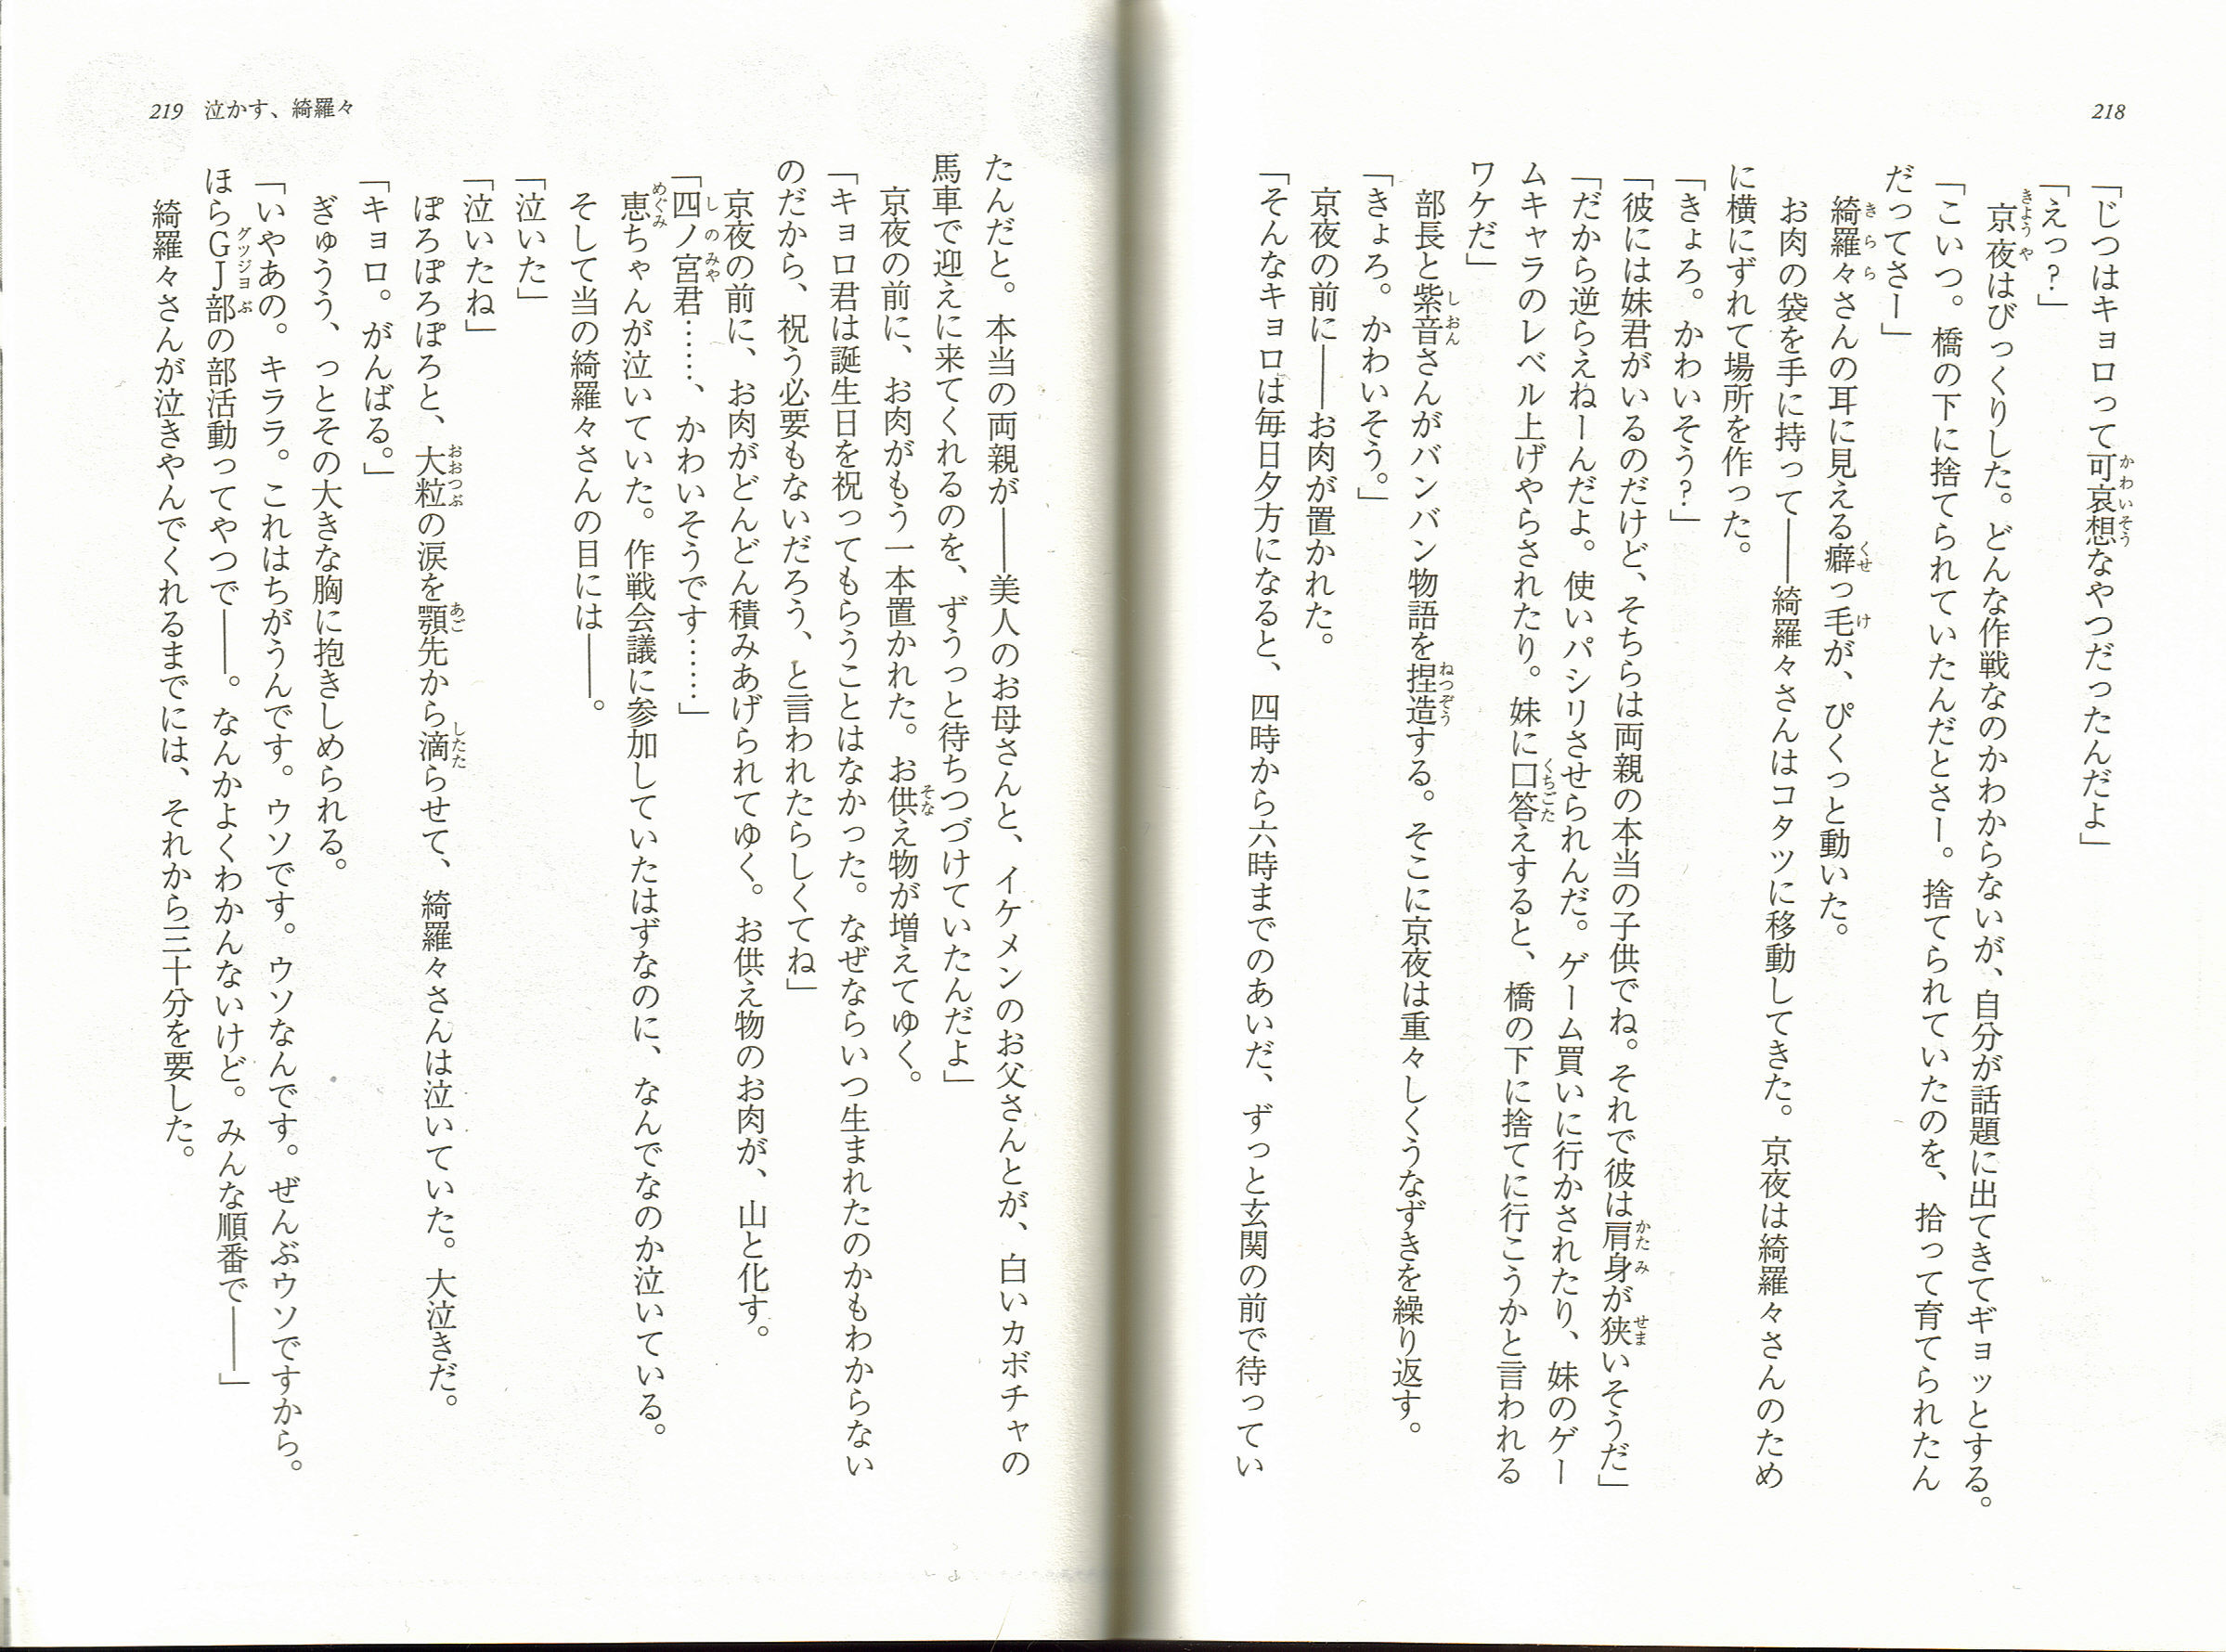 218
「じつはキョロって可哀想なやつだったんだよ」
「えっ？」
京夜はびっくりした。どんな作戦なのかわからないが、自分が話題に出てきてギョッとする。
「こいつ。橋の下に捨てられていたんだとさー。捨てられていたのを、拾って育てられたん
だってさー」
綺羅々さんの耳に見える癖っ毛が、ぴくっと動いた。
お肉の袋を手に持って――綺羅々さんはコタツに移動してきた。京夜は綺羅々さんのため
に横にずれて場所を作った。
「きょろ。かわいそう？」
「彼には妹君がいるのだけど、そちらは両親の本当の子供でね。それで彼は肩身が狭いそうだ」
「だから逆らえねーんだよ。使いパシリさせられんだ。ゲーム買いに行かされたり、妹のゲー
ムキャラのレベル上げやらされたり。妹に口答えすると、橋の下に捨てに行こうかと言われる
ワケだ」
部長と紫音さんがバンバン物語を捏造する。そこに京夜は重々しくうなずきを繰り返す。
「きょろ。かわいそう。」
京夜の前に――お肉が置かれた。
「そんなキョロは毎日夕方になると、四時から六時までのあいだ、ずっと玄関の前で待ってい
219 泣かす、綺羅々
たんだと。本当の両親が――美人のお母さんと、イケメンのお父さんとが、白いカボチャの
馬車で迎えに来てくれるのを、ずうっと待ちつづけていたんだよ」
京夜の前に、お肉がもう一本置かれた。お供え物が増えてゆく。
「キョロ君は誕生日を祝ってもらうことはなかった。なぜならいつ生まれたのかもわからない
のだから、祝う必要もないだろう、と言われたらしくてね」
京夜の前に、お肉がどんどん積みあげられてゆく。お供え物のお肉が、山と化す。
「四ノ宮君……、かわいそうです……」
恵ちゃんが泣いていた。作戦会議に参加していたはずなのに、なんでなのか泣いている。
そして当の綺羅々さんの目には――。
「泣いた」
「泣いたね」
ぽろぽろぽろと、大粒の涙を顎先から滴らせて、綺羅々さんは泣いていた。大泣きだ。
「キョロ。がんばる。」
ぎゅうう、っとその大きな胸に抱きしめられる。
「いやあの。キララ。これはちがうんです。ウソです。ウソなんです。ぜんぶウソですから。
ほらＧＪ部の部活動ってやつで――。なんかよくわかんないけど。みんな順番で――」
綺羅々さんが泣きやんでくれるまでには、それから三十分を要した。